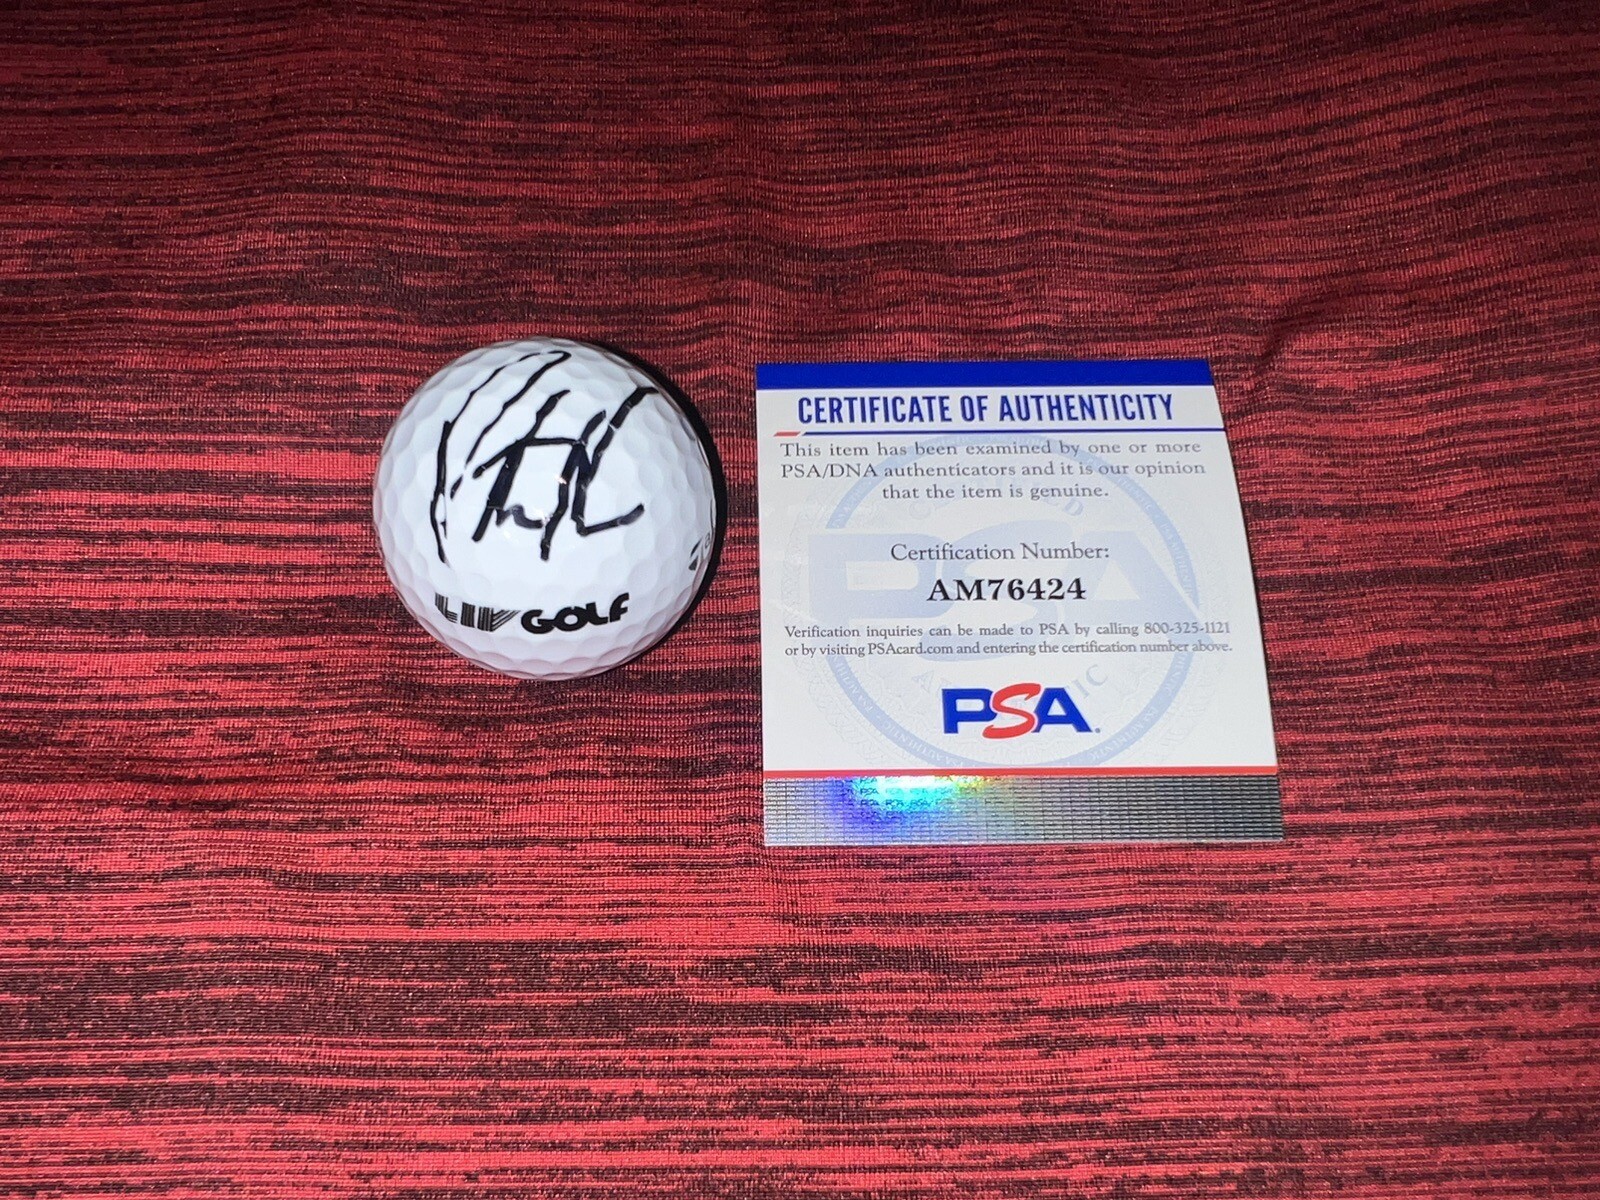 LIV GOLF
CERTIFICATE OF AUTHENTICITY
This item has been examined by one or more
PSA/DNA authenticators and it is our opinion
that the item is genuine.
Certification Number:
AM76424
Verification inquiries can be made to PSA by calling 800-325-1121
or by visiting PSAcard.com and entering the certification number above.
PSA